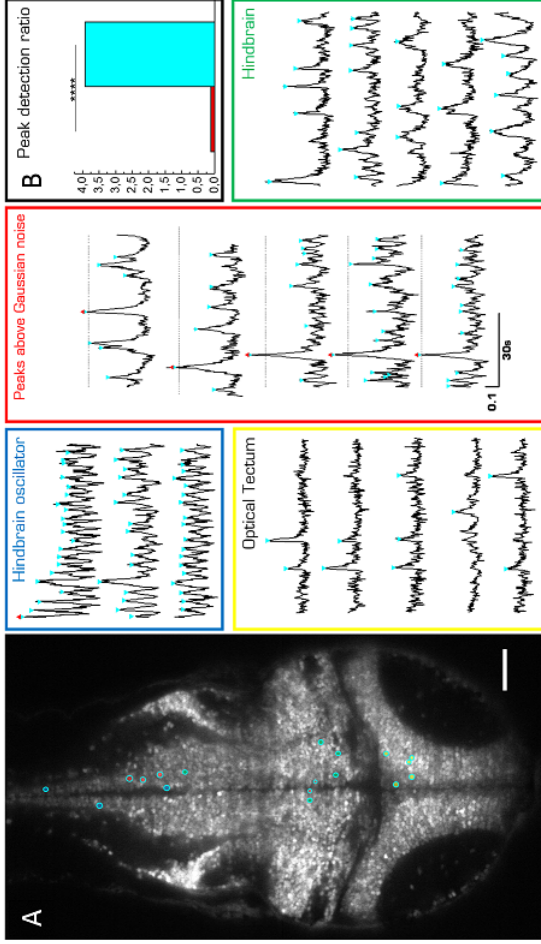 A
Hindbrain oscillator
Optical Tectum
Peaks above Gaussian noise
0.1
30s
B
Peak detection ratio
****
4,0
3,5
3,0
2,5
2,0
1,5
1,0
0,5
0,0
Hindbrain